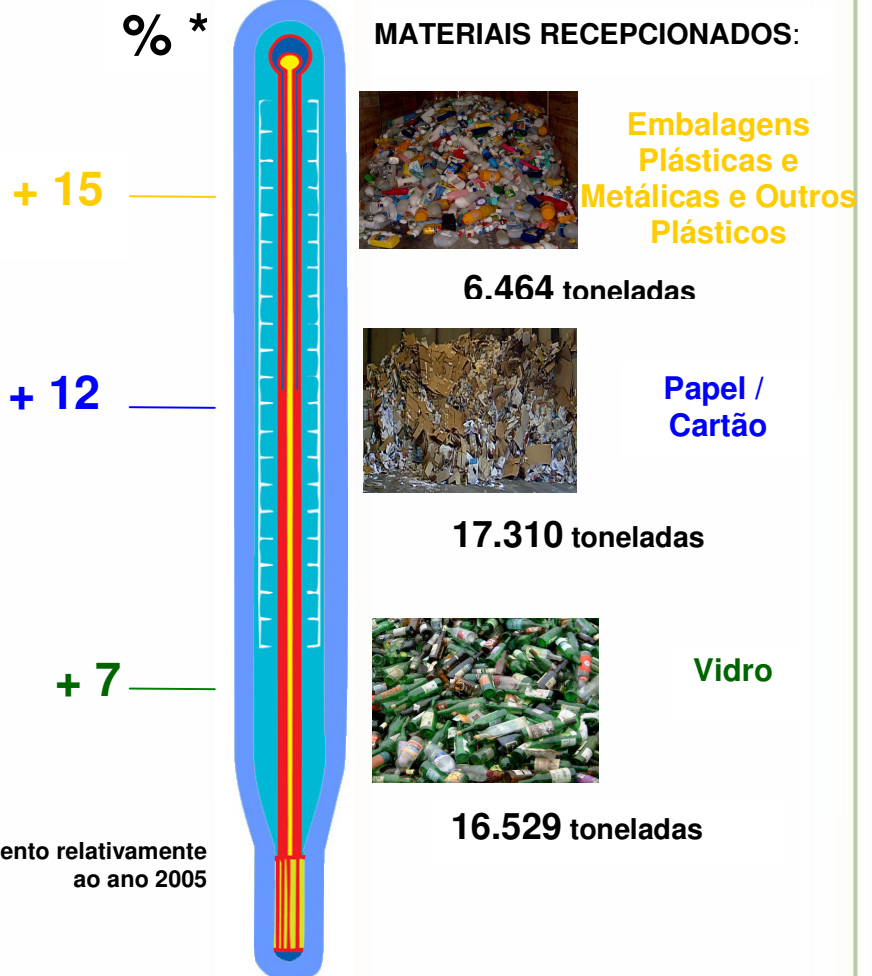 % *
MATERIAIS RECEPCIONADOS:
+ 15
Embalagens
Plásticas e
Metálicas e Outros
Plásticos
6.464 toneladas
+ 12
Papel /
Cartão
17.310 toneladas
+ 7
Vidro
16.529 toneladas
ento relativamente
ao ano 2005